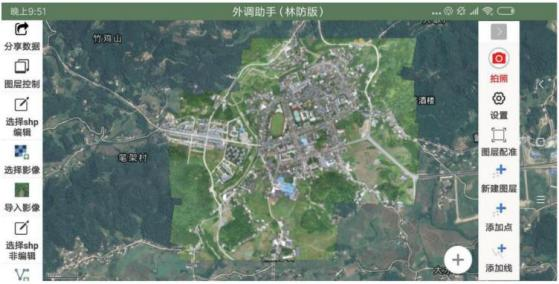 晚上9:51
外调助手（林防版）
分享数据
图层控制
选择shp
编辑
选择影像
导入影像
选择shp
非编辑
竹鸡山
笔架村
酒楼
拍照
设置
图层配准
新建图层
添加点
添加线